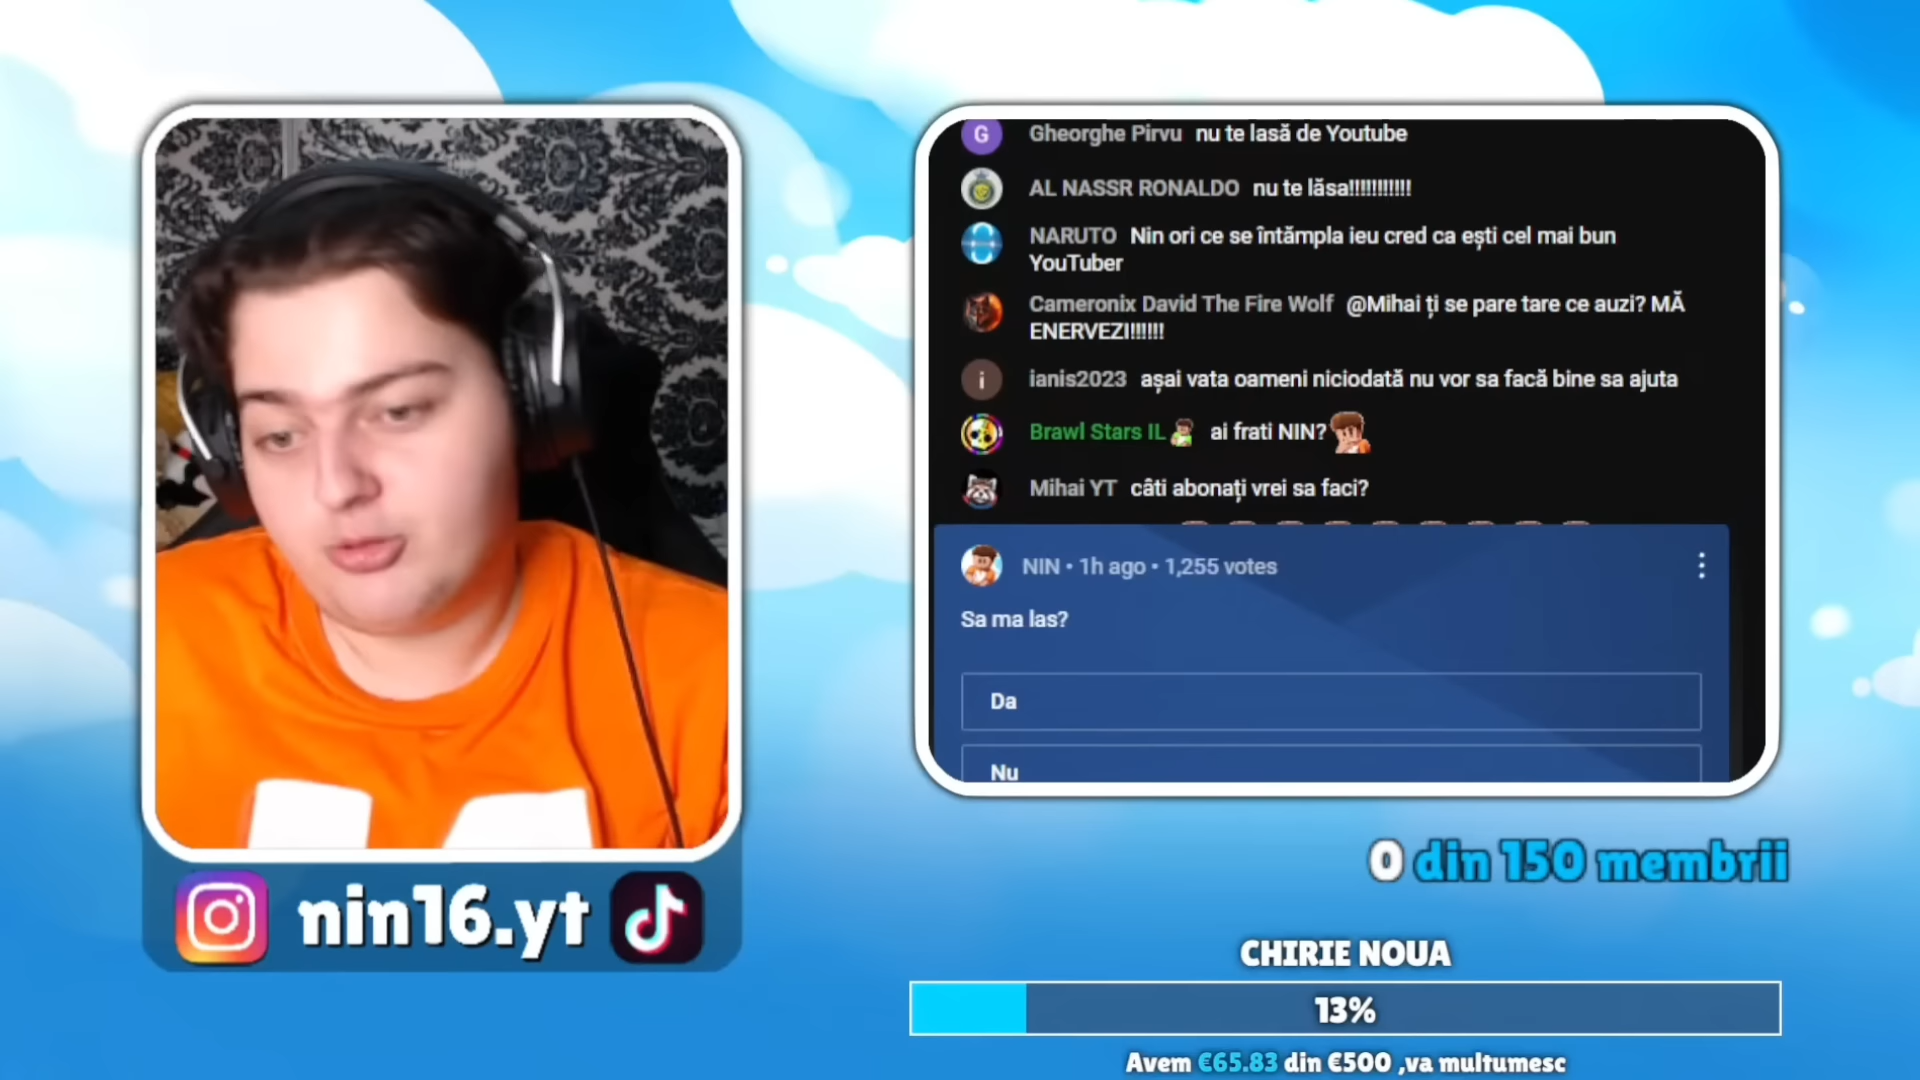 G Gheorghe Pirvu nu te lasă de Youtube
AL NASSR RONALDO nu te lăsa!!!!!!!!!!!
NARUTO Nin ori ce se întămpla ieu cred ca ești cel mai bun
YouTuber
Cameronix David The Fire Wolf @Mihai ți se pare tare ce auzi? MĂ
ENERVEZI!!!!!!
i ianis2023 așai vata oameni niciodată nu vor sa facă bine sa ajuta
Brawl Stars IL ai frati NIN?
Mihai YT câti abonați vrei sa faci?
NIN • 1h ago • 1,255 votes
Sa ma las?
Da
Nu
0 din 150 membrii
nin16.yt
CHIRIE NOUA
13%
Avem €65.83 din €500 ,va multumesc